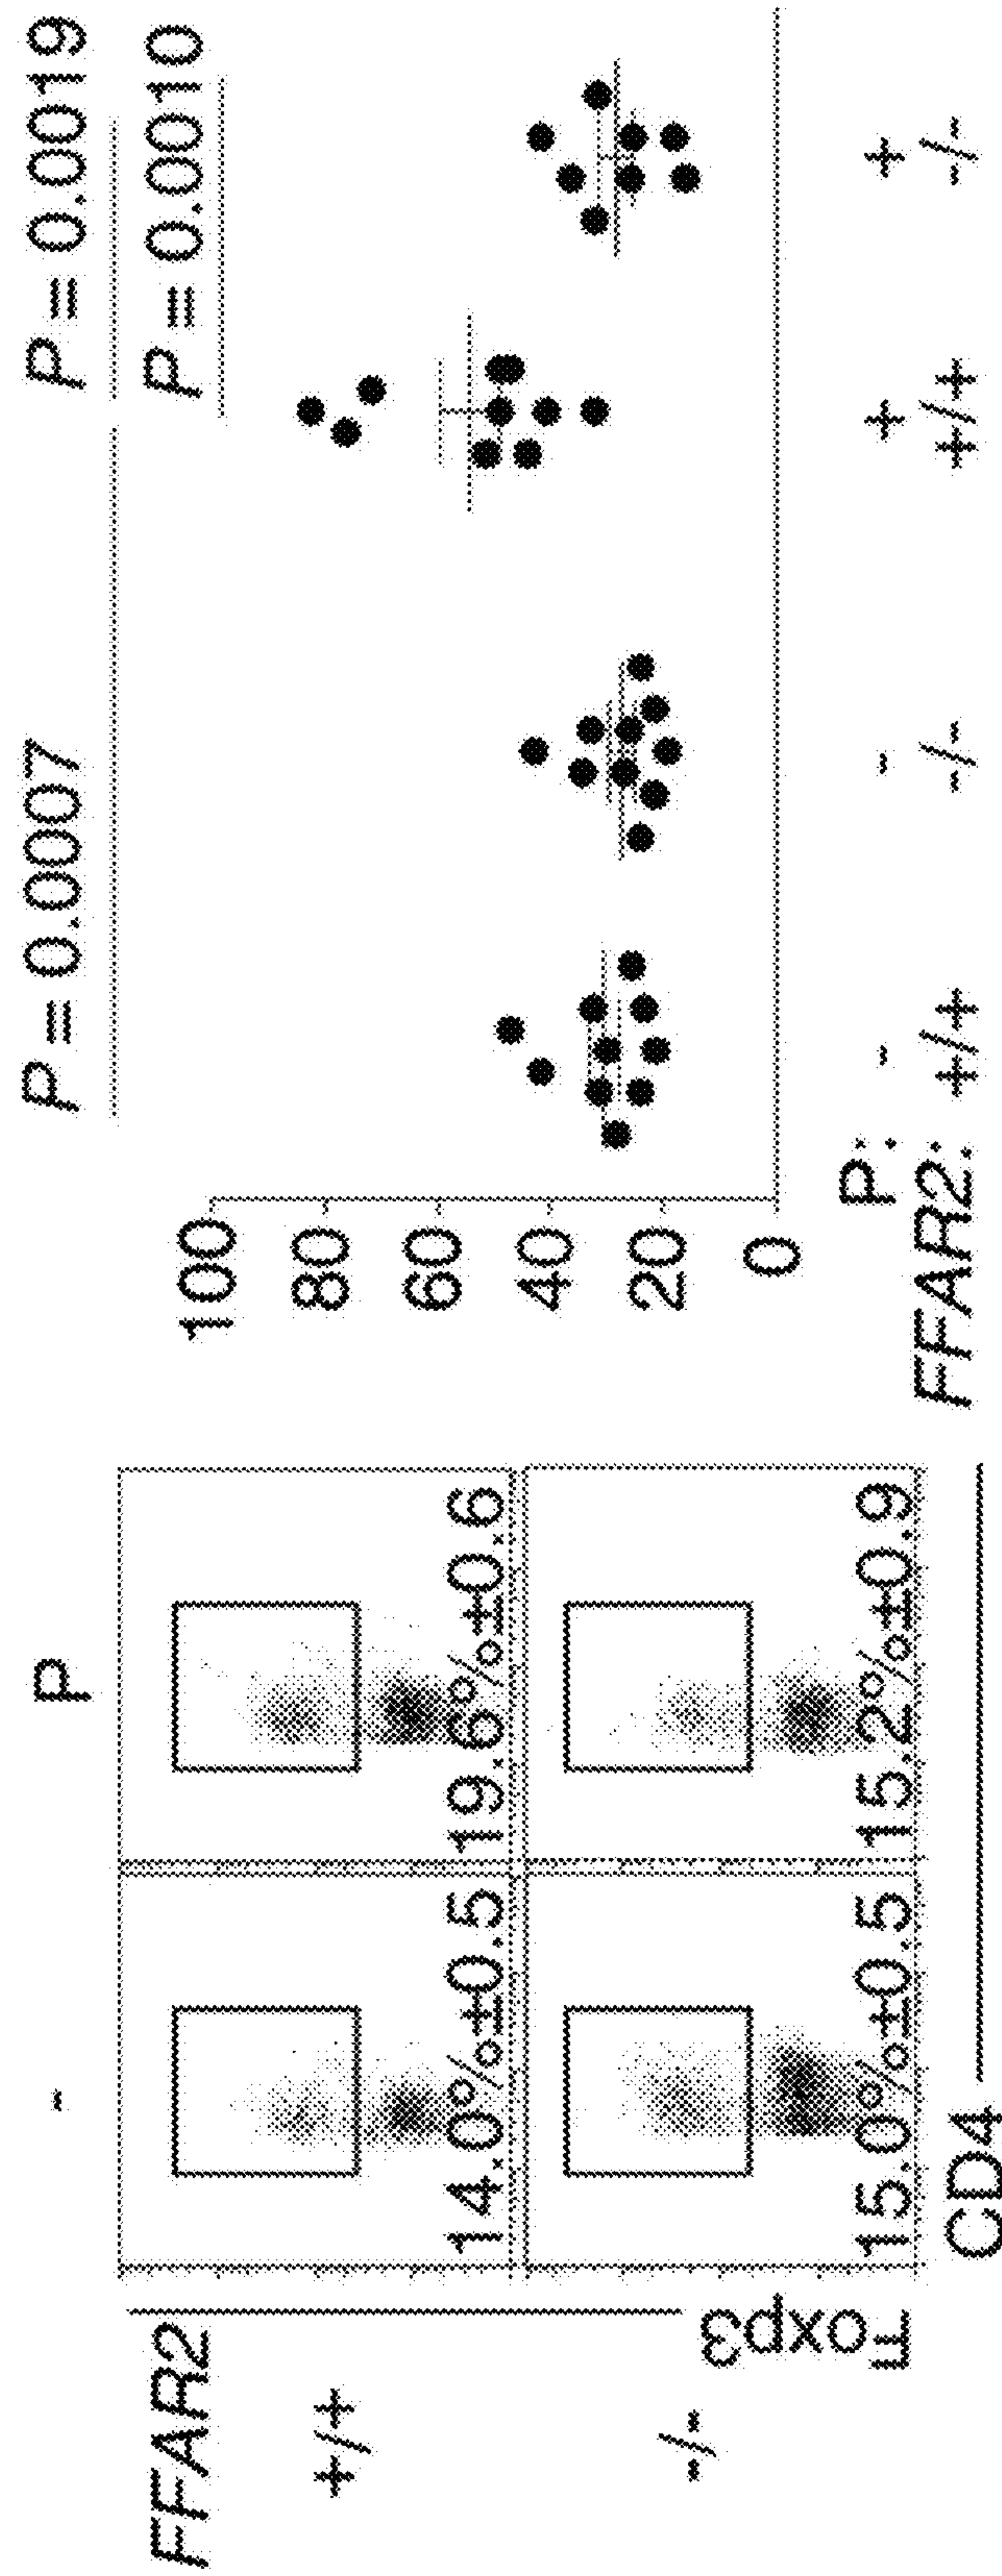 FFAR2
- P
+/+
14.0%±0.5 19.6%±0.6
-/-
15.0%±0.5 15.2%±0.9
Foxp3
CD4
P = 0.0007 P = 0.0019
P = 0.0010
100
80
60
40
20
0
P: - - + +
FFAR2: +/+ -/- +/+ -/-